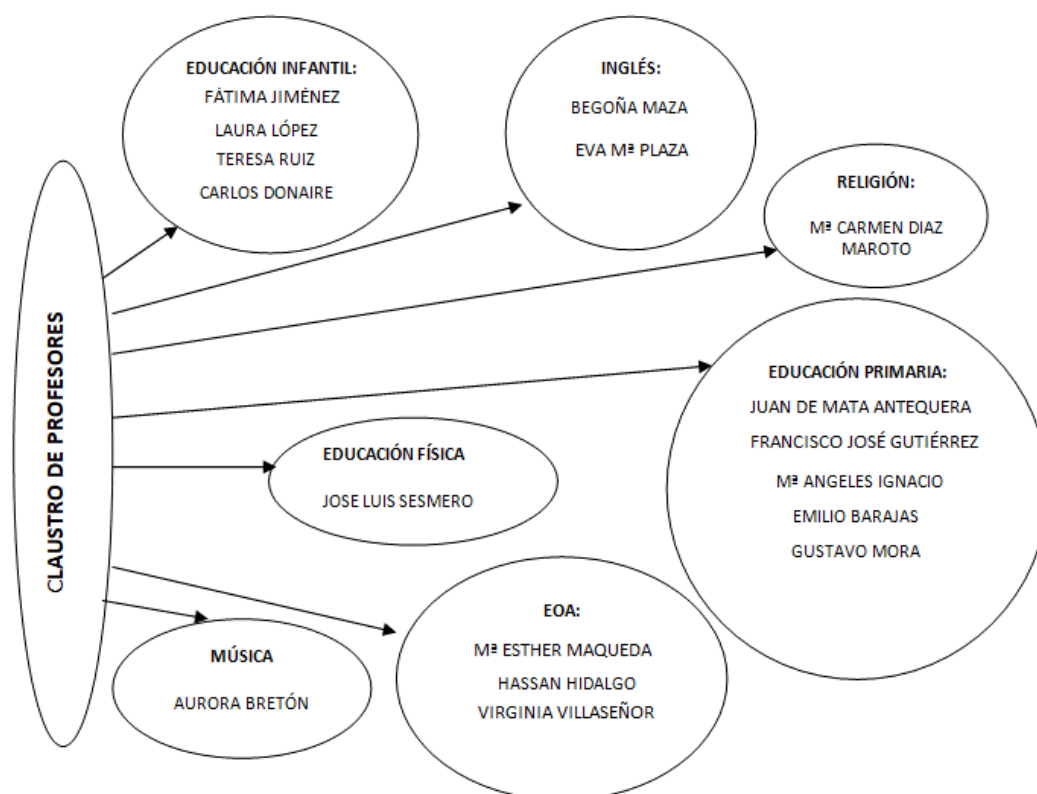 CLAUSTRO DE PROFESORES
EDUCACIÓN INFANTIL:
FÁTIMA JIMÉNEZ
LAURA LÓPEZ
TERESA RUIZ
CARLOS DONAIRE
INGLÉS:
BEGOÑA MAZA
EVA Mª PLAZA
RELIGIÓN:
Mª CARMEN DIAZ
MAROTO
EDUCACIÓN PRIMARIA:
JUAN DE MATA ANTEQUERA
FRANCISCO JOSÉ GUTIÉRREZ
Mª ANGELES IGNACIO
EMILIO BARAJAS
GUSTAVO MORA
EDUCACIÓN FÍSICA
JOSE LUIS SESMERO
EOA:
Mª ESTHER MAQUEDA
HASSAN HIDALGO
VIRGINIA VILLASEÑOR
MÚSICA
AURORA BRETÓN